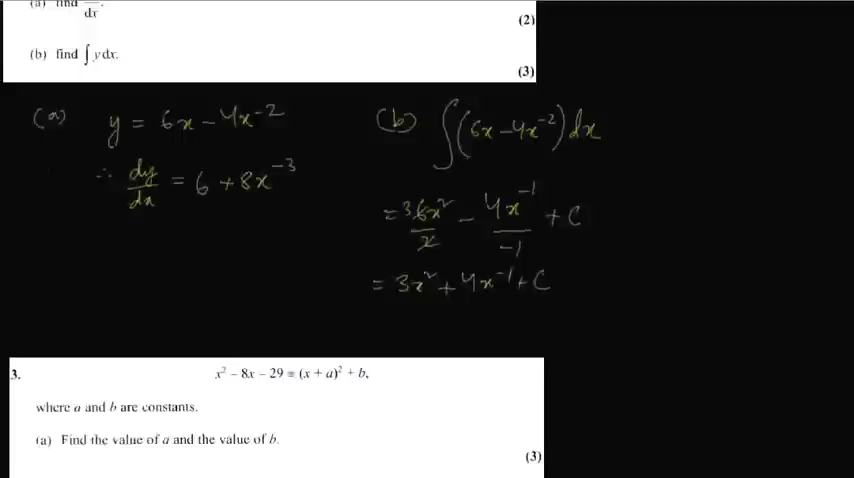 (a) find dx.
(2)
(b) find ∫ y dx.
(3)
(a) y = 6x - 4x^-2
∴ dy/dx = 6 + 8x^-3
(b) ∫(6x - 4x^-2) dx
= 3 6x²/2 - 4x^-1/-1 + C
= 3x² + 4x^-1 + C
3. x² – 8x – 29 ≡ (x + a)² + b,
where a and b are constants.
(a) Find the value of a and the value of b.
(3)